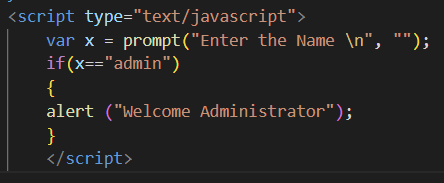 <script type="text/javascript">
var x = prompt("Enter the Name \n", "");
if(x=="admin")
{
alert ("Welcome Administrator");
}
</script>